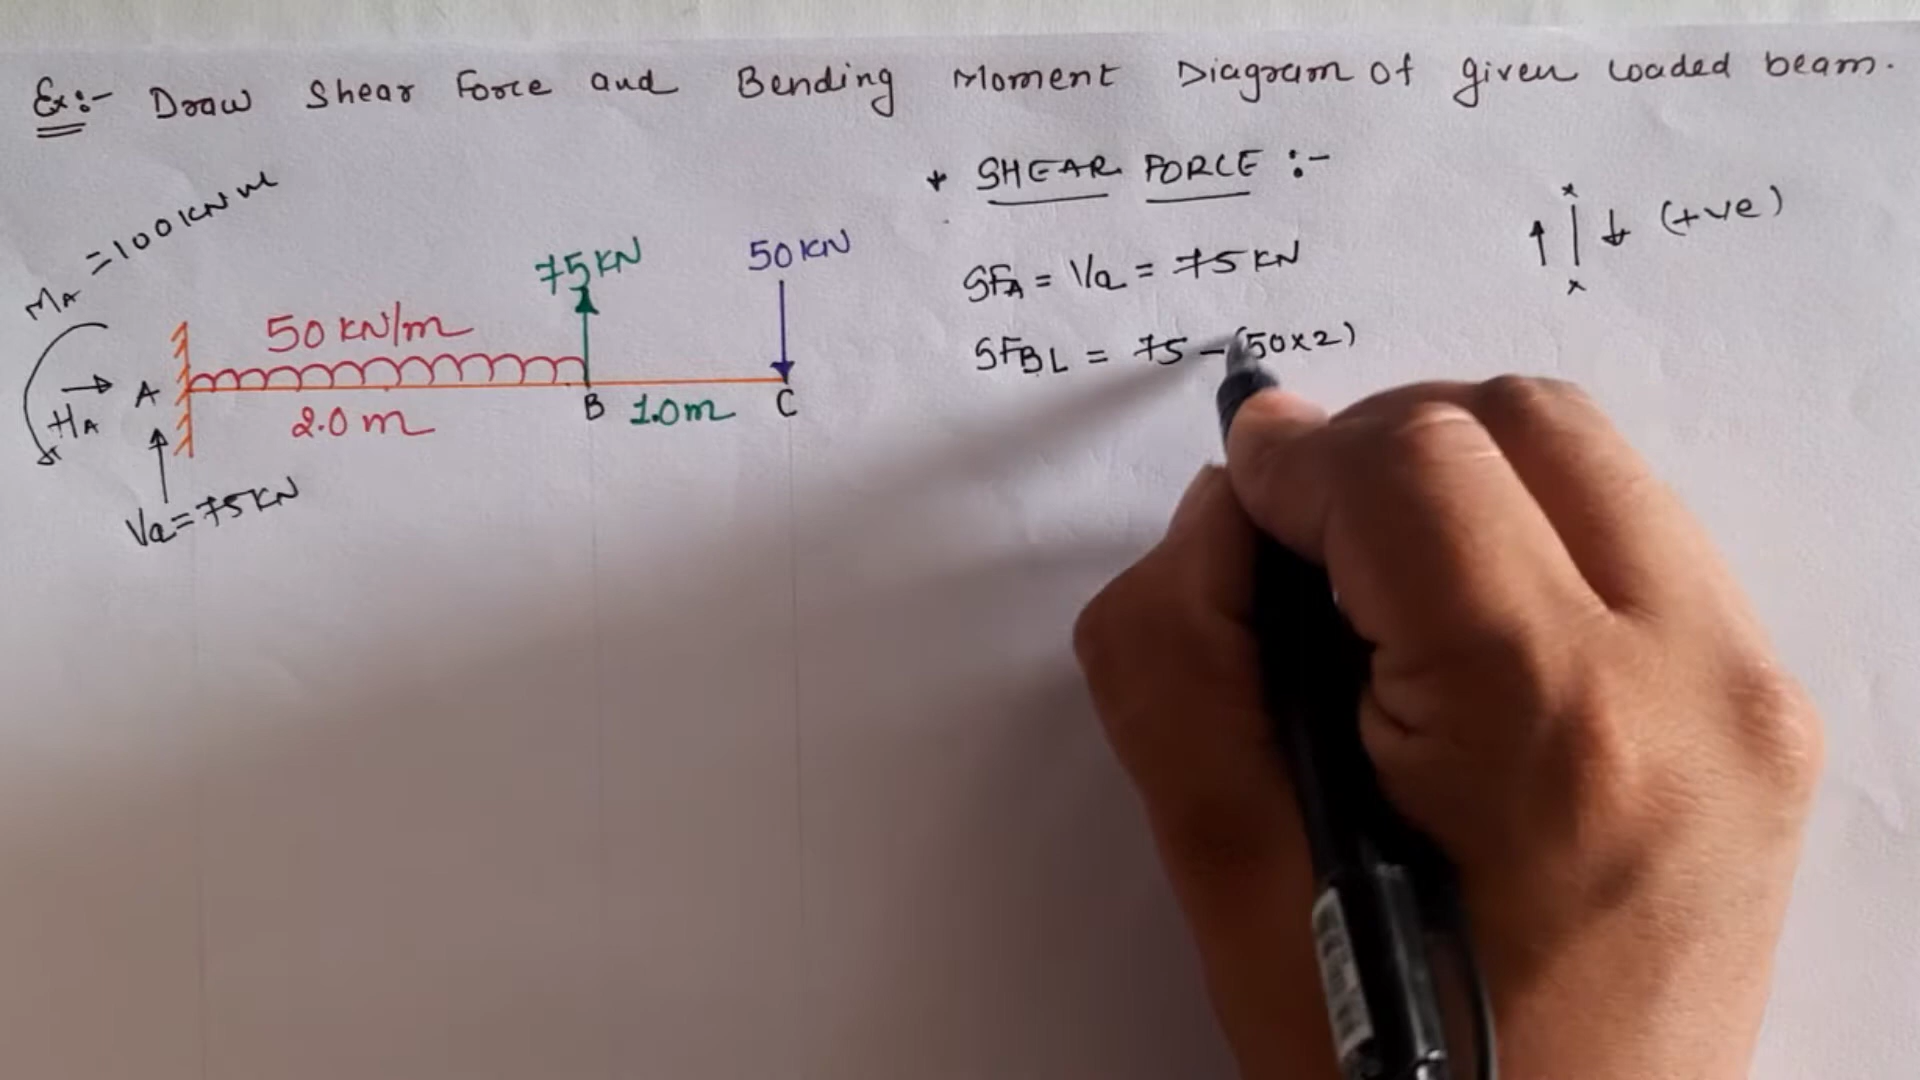 Ex:- Draw Shear Force and Bending Moment Diagram of given loaded beam.
* SHEAR FORCE :-
(+ve)
MA = 100 KNm
75 KN
50 KN
SFA = Va = 75 KN
50 KN/m
SFBL = 75 - (50x2)
HA
A
2.0 m
B
1.0m
C
Va = 75 KN